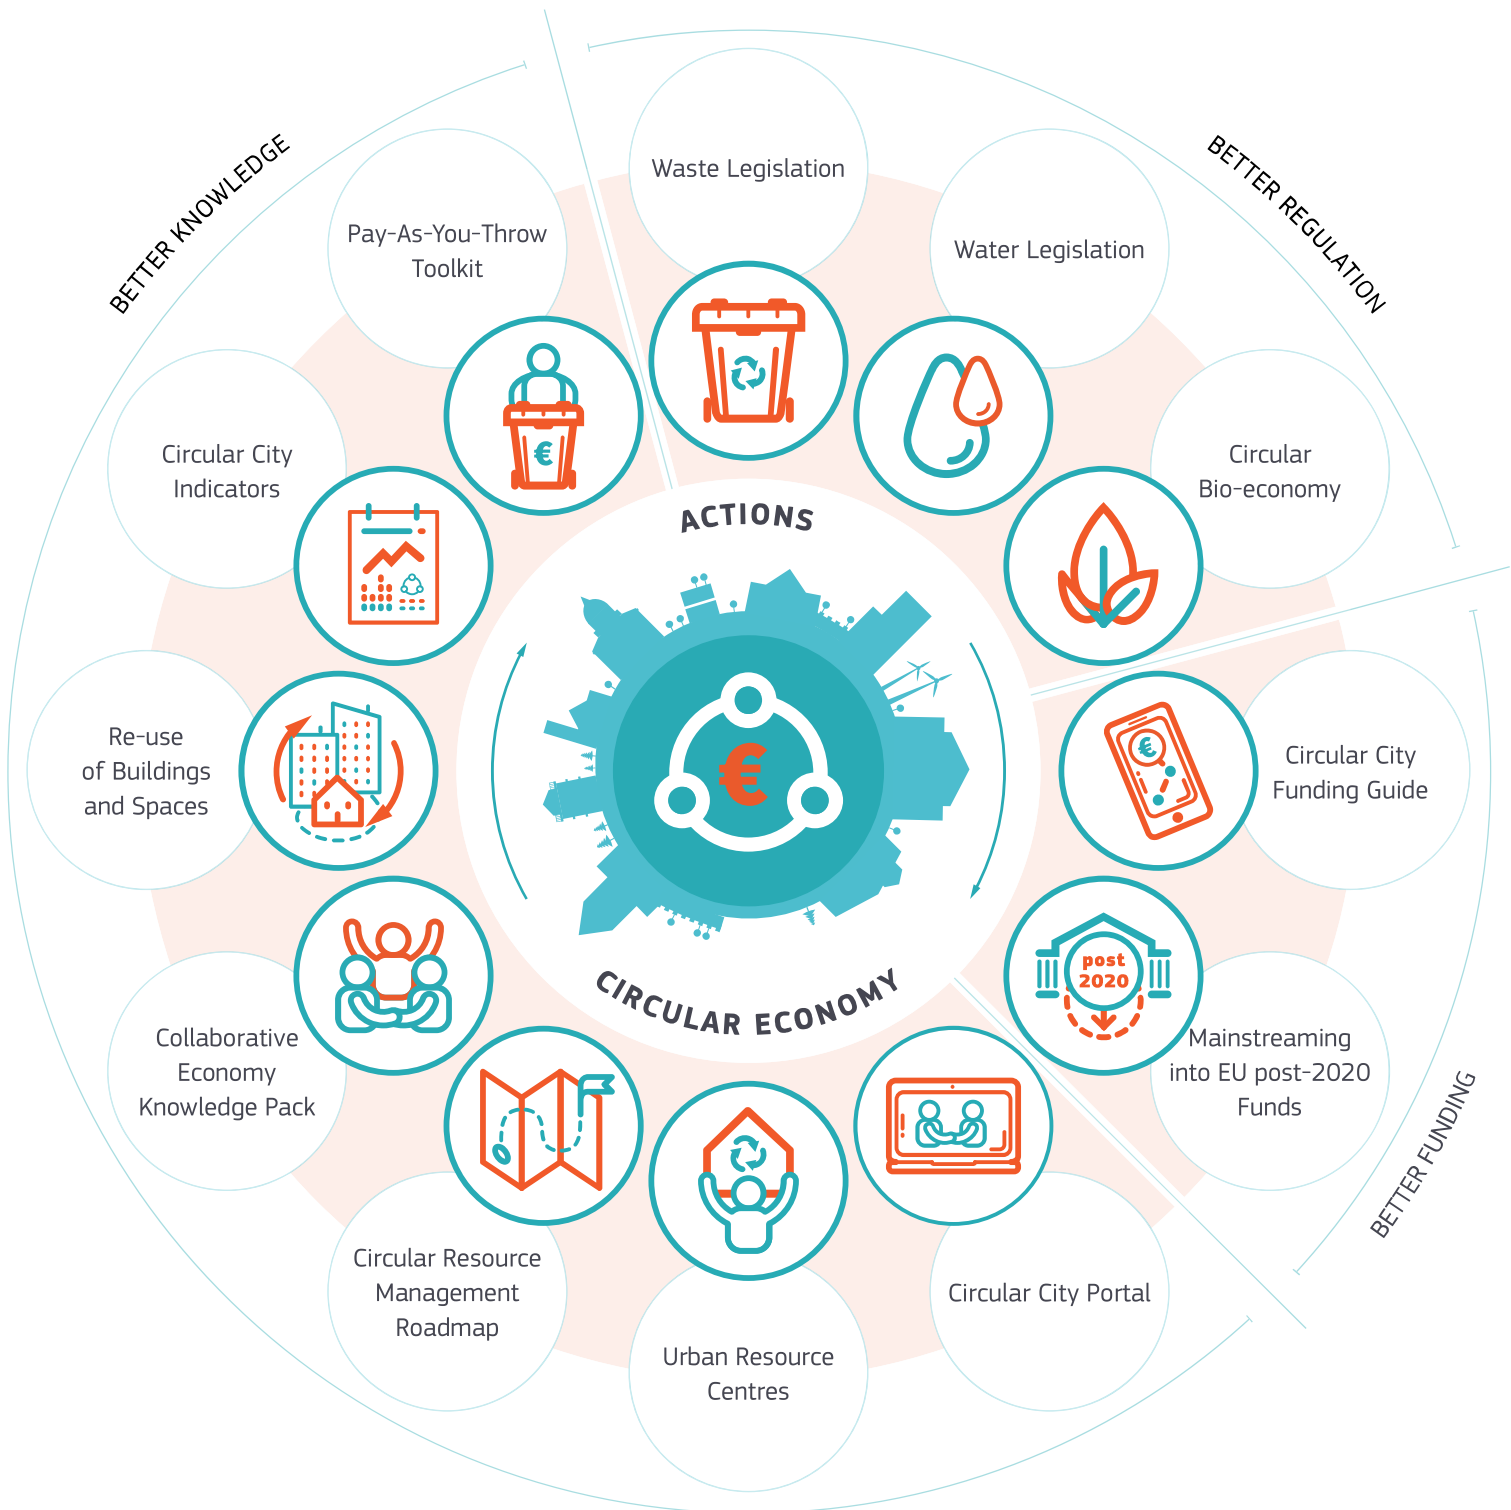 BETTER KNOWLEDGE
BETTER REGULATION
BETTER FUNDING
ACTIONS
CIRCULAR ECONOMY
€
Waste Legislation
Water Legislation
Circular
Bio-economy
Circular City
Funding Guide
€
Mainstreaming
into EU post-2020
Funds
post
2020
Circular City Portal
Urban Resource
Centres
Circular Resource
Management
Roadmap
Collaborative
Economy
Knowledge Pack
Re-use
of Buildings
and Spaces
Circular City
Indicators
Pay-As-You-Throw
Toolkit
€